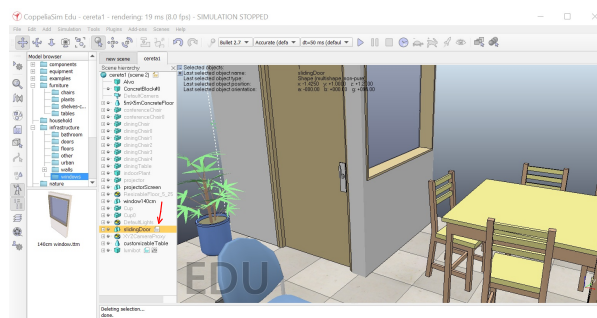 CoppeliaSim Edu - cereta1 - rendering: 19 ms (8.0 fps) - SIMULATION STOPPED
File Edit Add Simulation Tools Plugins Add-ons Scenes Help
Bullet 2.7 Accurate (defa dt=50 ms (defaul
Model browser
components
equipment
examples
furniture
chairs
plants
shelves-c...
tables
household
infrastructure
bathroom
doors
floors
other
urban
walls
windows
nature
140cm window.ttm
new scene cereta1
Scene hierarchy
cereta1 (scene 2)
Alvo
ConcretBlock#0
DefaultCamera
5mX5mConcreteFloor
conferenceChair
conferenceChair0
diningChair
diningChair0
diningChair1
diningChair2
diningChair3
diningChair4
diningTable
indoorPlant
projector
projectorScreen
window140cm
Cup
Cup0
DefaultLights
slidingDoor
XYZCameraProxy
customizableTable
Selected objects: 1
Last selected object name: slidingDoor
Last selected object type:
Last selected object position
Last selected object orientation
EDU
Deleting selection...
done.